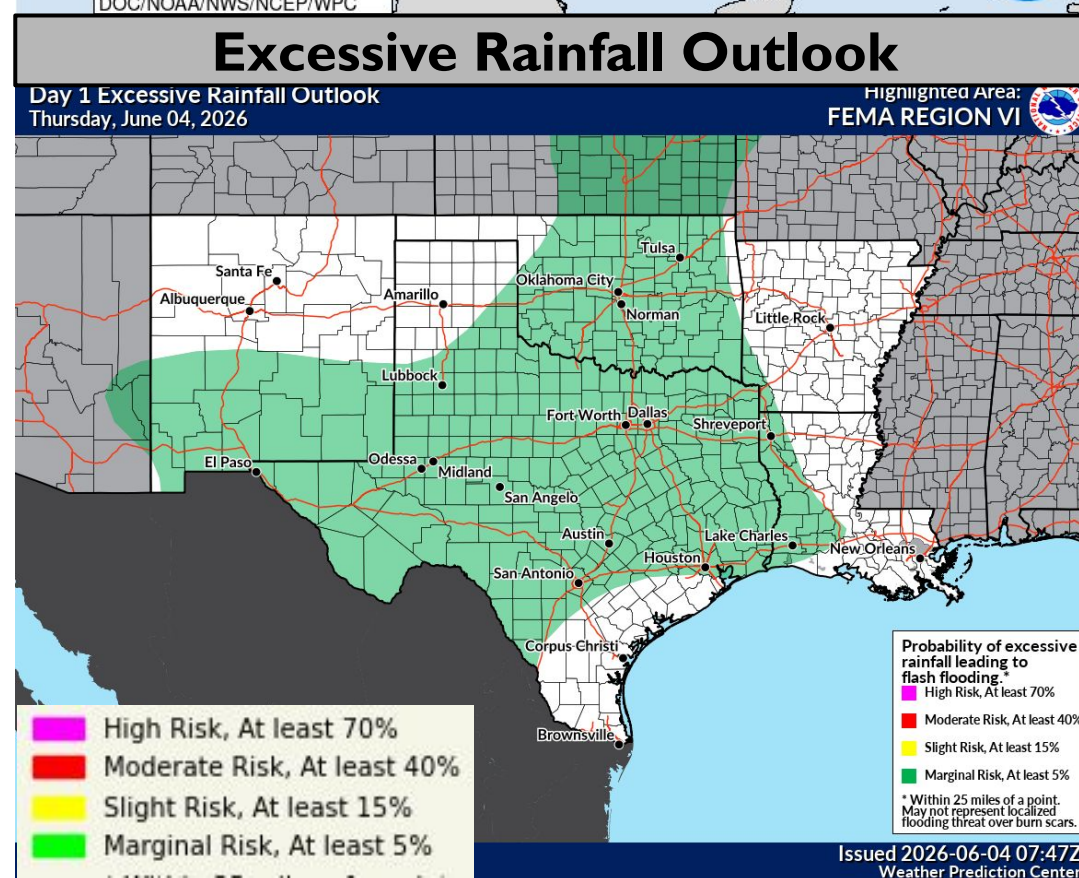 DOC/NOAA/NWS/NCEP/WPC
Excessive Rainfall Outlook
Day 1 Excessive Rainfall Outlook
Thursday, June 04, 2026
Highlighted Area:
FEMA REGION VI
Tulsa
Santa Fe
Oklahoma City
Albuquerque
Amarillo
Norman
Little Rock
Lubbock
Fort Worth
Dallas
Shreveport
El Paso
Odessa
Midland
San Angelo
Austin
Lake Charles
Houston
New Orleans
San Antonio
Corpus Christi
Brownsville
Probability of excessive
rainfall leading to
flash flooding.*
High Risk, At least 70%
Moderate Risk, At least 40%
Slight Risk, At least 15%
Marginal Risk, At least 5%
* Within 25 miles of a point.
May not represent localized
flooding threat over burn scars.
High Risk, At least 70%
Moderate Risk, At least 40%
Slight Risk, At least 15%
Marginal Risk, At least 5%
Issued 2026-06-04 07:47Z
Weather Prediction Center